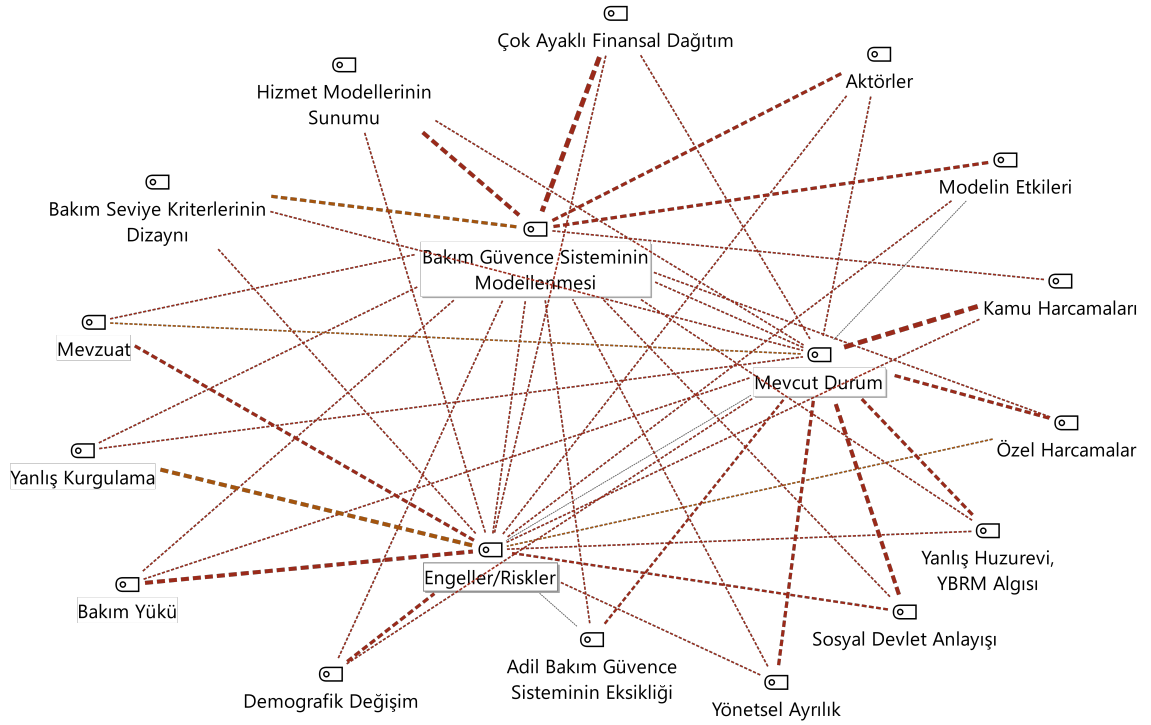 Çok Ayaklı Finansal Dağıtım
Aktörler
Hizmet Modellerinin
Sunumu
Modelin Etkileri
Bakım Seviye Kriterlerinin
Dizaynı
Bakım Güvence Sisteminin
Modellenmesi
Kamu Harcamaları
Mevzuat
Mevcut Durum
Özel Harcamalar
Yanlış Kurgulama
Yanlış Huzurevi,
YBRM Algısı
Engeller/Riskler
Bakım Yükü
Sosyal Devlet Anlayışı
Adil Bakım Güvence
Sisteminin Eksikliği
Demografik Değişim
Yönetsel Ayrılık